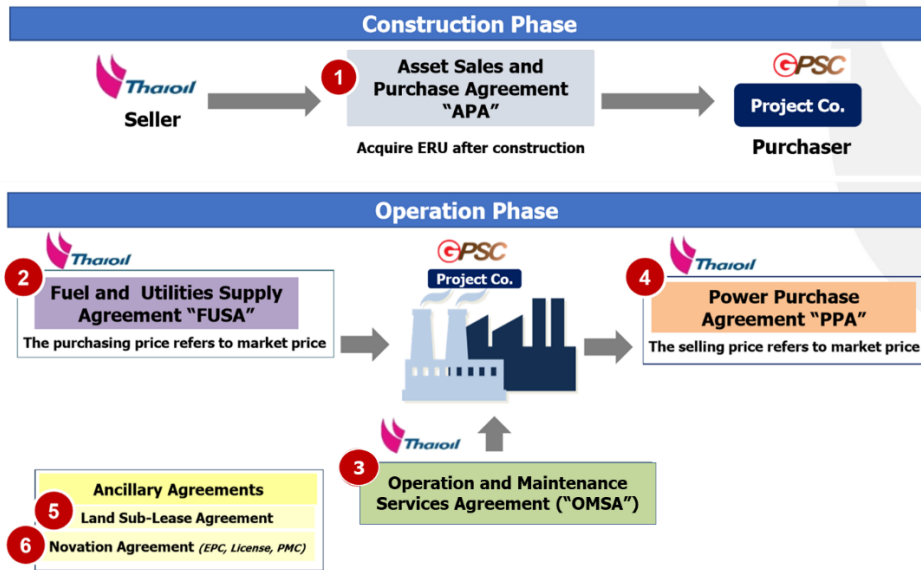 Construction Phase
Thaioil
Seller
1
Asset Sales and
Purchase Agreement
"APA"
Acquire ERU after construction
GPSC
Project Co.
Purchaser
Operation Phase
Thaioil
2
Fuel and Utilities Supply
Agreement "FUSA"
The purchasing price refers to market price
GPSC
Project Co.
Thaioil
4
Power Purchase
Agreement "PPA"
The selling price refers to market price
Thaioil
3
Operation and Maintenance
Services Agreement ("OMSA")
Ancillary Agreements
5
Land Sub-Lease Agreement
6
Novation Agreement (EPC, License, PMC)